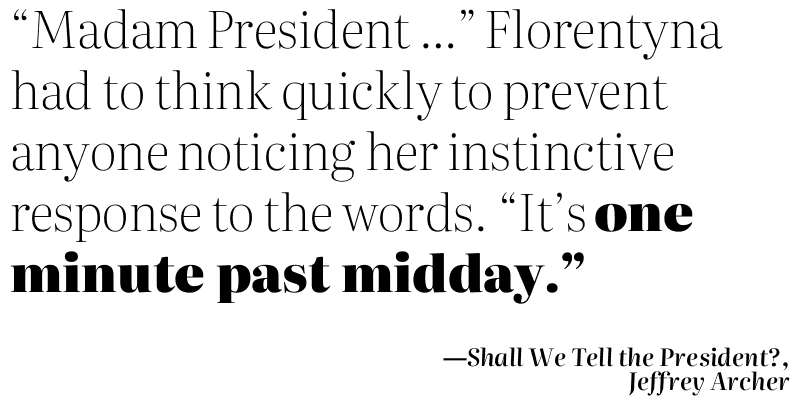 “Madam President ...” Florentyna
had to think quickly to prevent
anyone noticing her instinctive
response to the words. “It’s one
minute past midday.”
—Shall We Tell the President?,
Jeffrey Archer